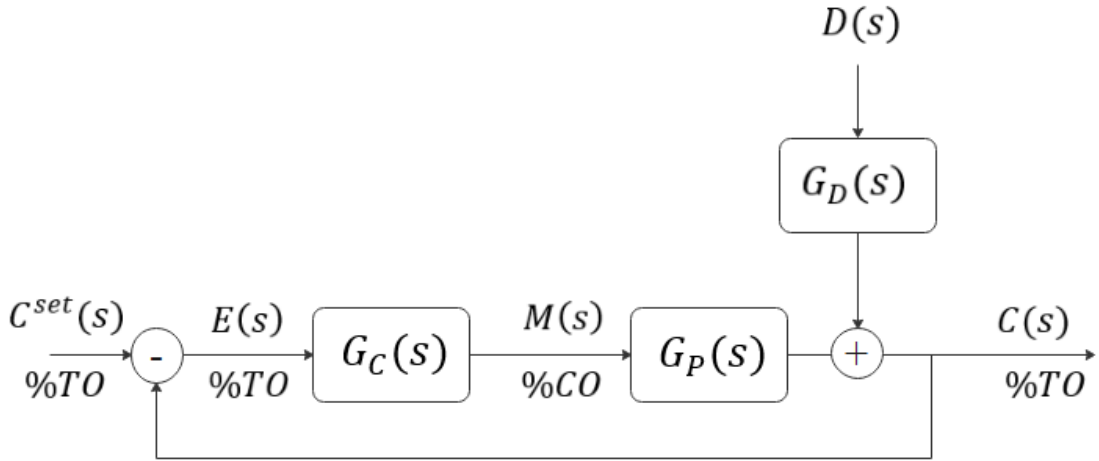 D(s)
G_D(s)
C^{set}(s)
E(s)
M(s)
C(s)
-
G_C(s)
G_P(s)
+
%TO
%TO
%CO
%TO